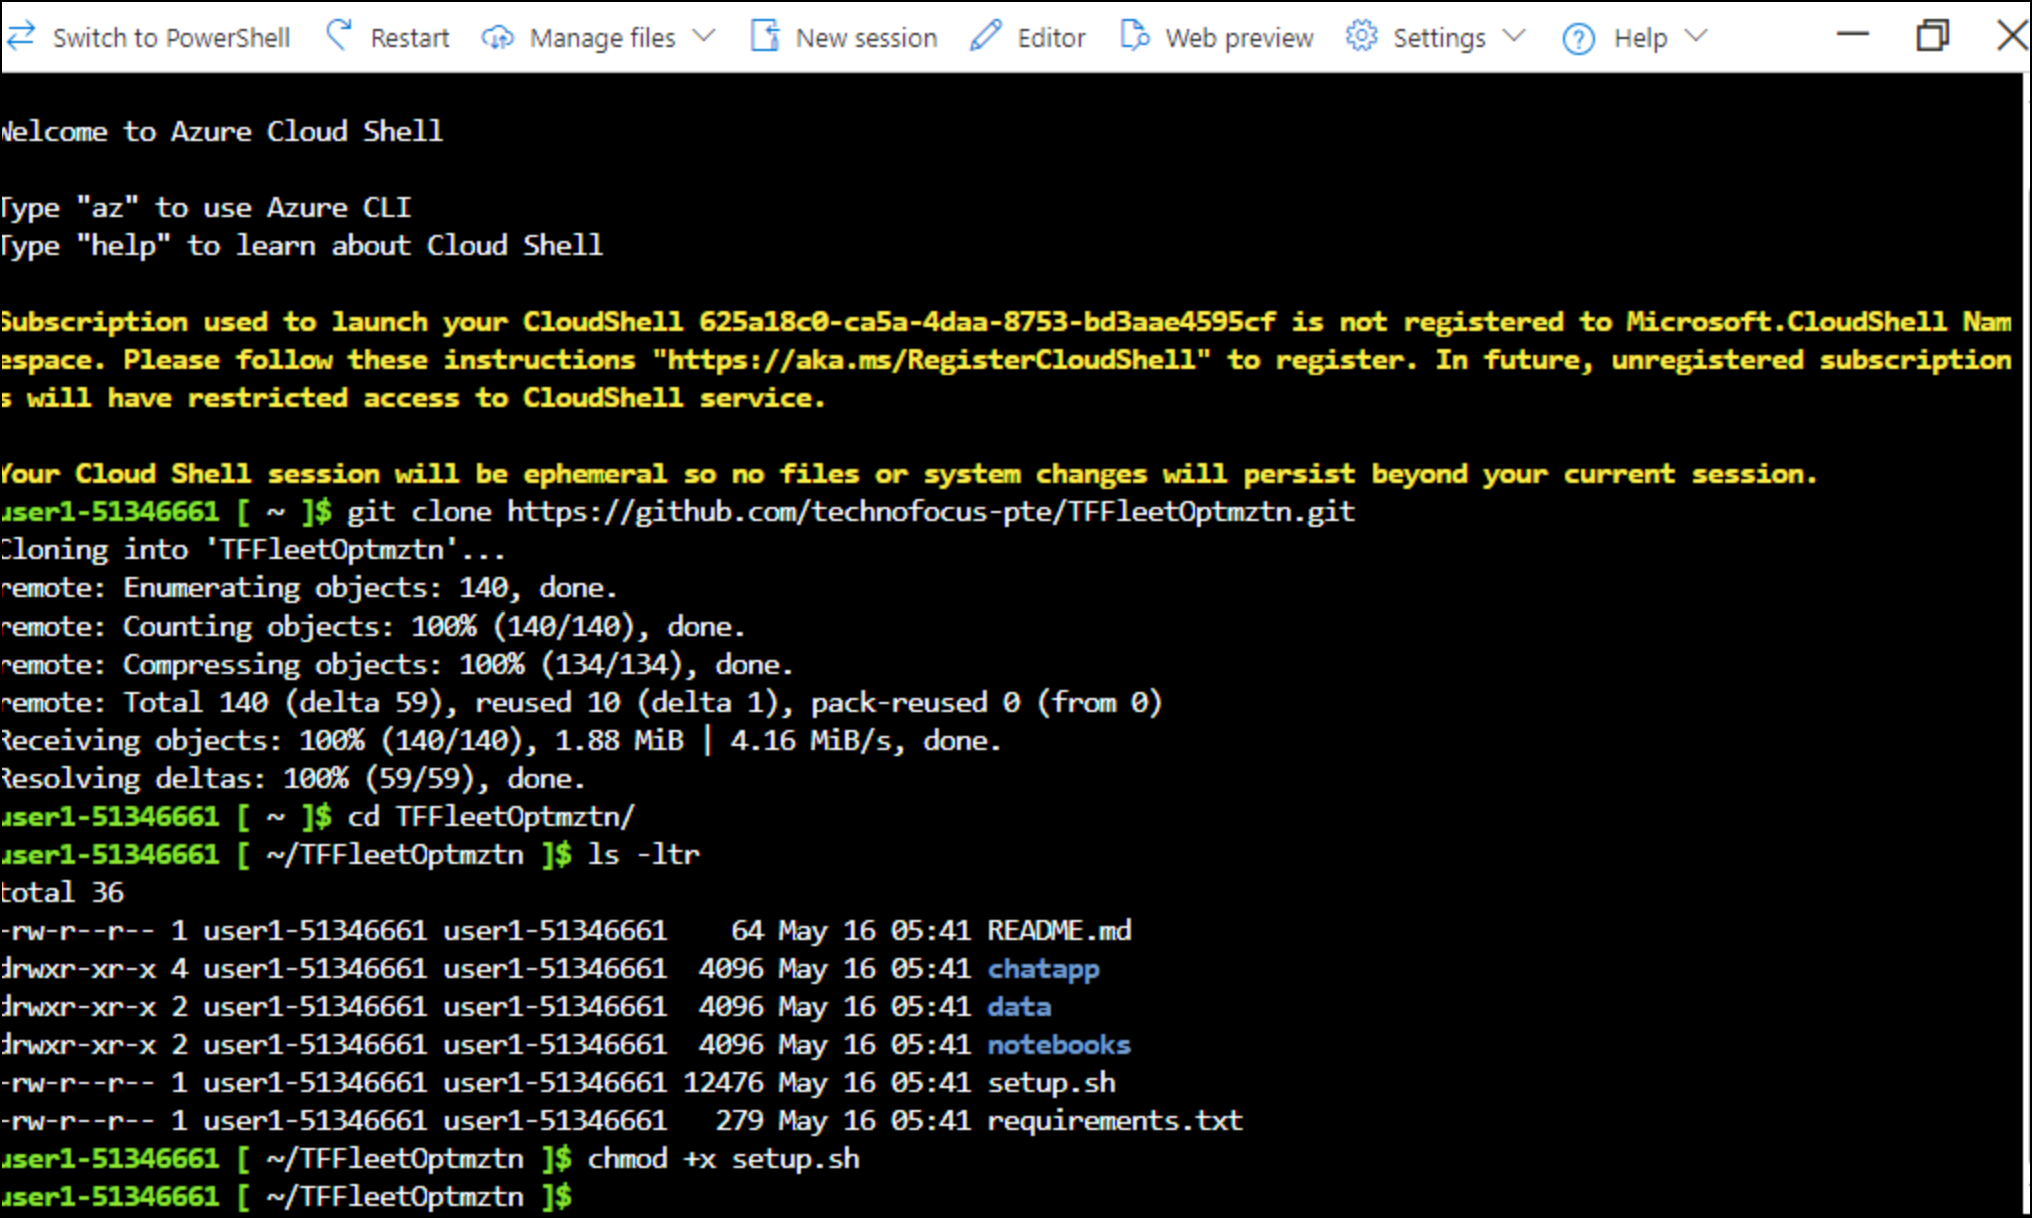 Switch to PowerShell Restart Manage files New session Editor Web preview Settings Help
Welcome to Azure Cloud Shell
Type "az" to use Azure CLI
Type "help" to learn about Cloud Shell
Subscription used to launch your CloudShell 625a18c0-ca5a-4daa-8753-bd3aae4595cf is not registered to Microsoft.CloudShell Nam
espace. Please follow these instructions "https://aka.ms/RegisterCloudShell" to register. In future, unregistered subscription
s will have restricted access to CloudShell service.
Your Cloud Shell session will be ephemeral so no files or system changes will persist beyond your current session.
user1-51346661 [ ~ ]$ git clone https://github.com/technofocus-pte/TFFleetOptmztn.git
Cloning into 'TFFleetOptmztn'...
remote: Enumerating objects: 140, done.
remote: Counting objects: 100% (140/140), done.
remote: Compressing objects: 100% (134/134), done.
remote: Total 140 (delta 59), reused 10 (delta 1), pack-reused 0 (from 0)
Receiving objects: 100% (140/140), 1.88 MiB | 4.16 MiB/s, done.
Resolving deltas: 100% (59/59), done.
user1-51346661 [ ~ ]$ cd TFFleetOptmztn/
user1-51346661 [ ~/TFFleetOptmztn ]$ ls -ltr
total 36
-rw-r--r-- 1 user1-51346661 user1-51346661    64 May 16 05:41 README.md
drwxr-xr-x 4 user1-51346661 user1-51346661  4096 May 16 05:41 chatapp
drwxr-xr-x 2 user1-51346661 user1-51346661  4096 May 16 05:41 data
drwxr-xr-x 2 user1-51346661 user1-51346661  4096 May 16 05:41 notebooks
-rw-r--r-- 1 user1-51346661 user1-51346661 12476 May 16 05:41 setup.sh
-rw-r--r-- 1 user1-51346661 user1-51346661   279 May 16 05:41 requirements.txt
user1-51346661 [ ~/TFFleetOptmztn ]$ chmod +x setup.sh
user1-51346661 [ ~/TFFleetOptmztn ]$